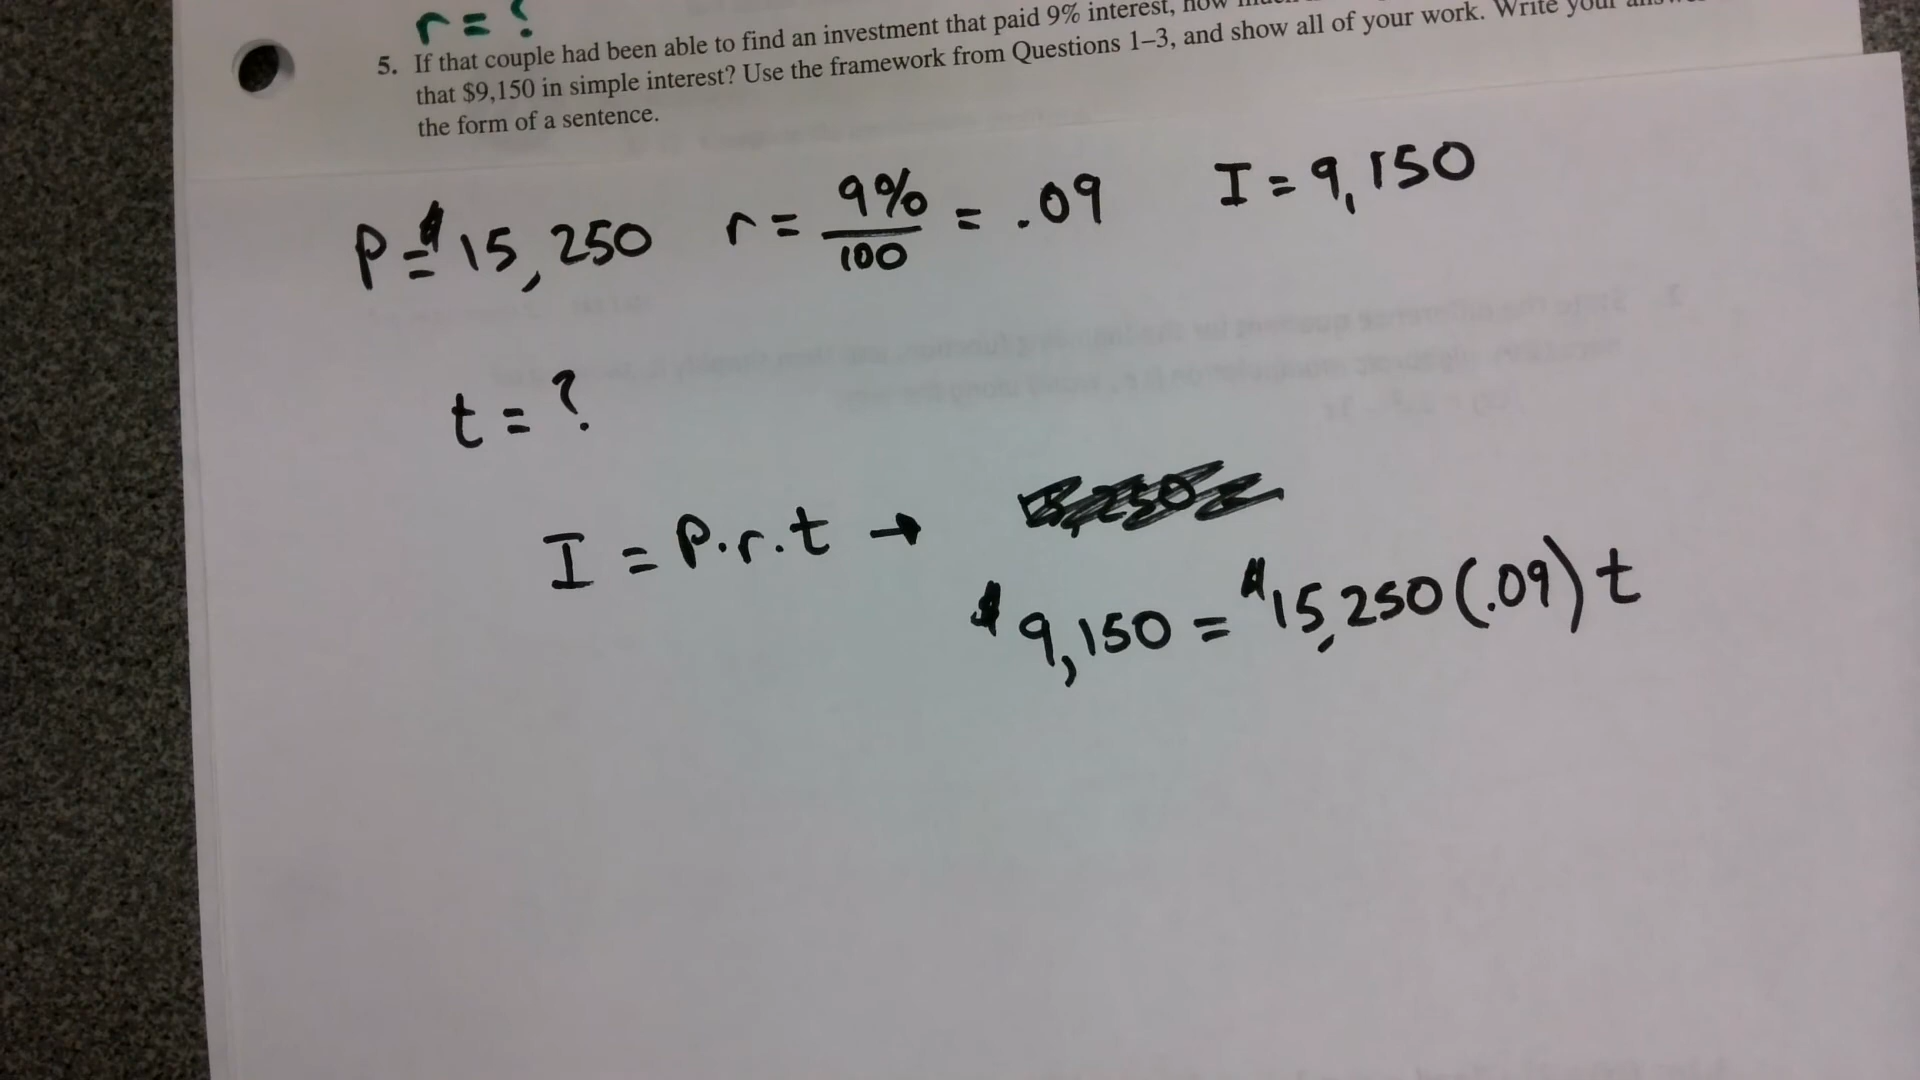 r = ?
5. If that couple had been able to find an investment that paid 9% interest, how
that $9,150 in simple interest? Use the framework from Questions 1–3, and show all of your work. Write your
the form of a sentence.
P = $15,250 r = 9%/100 = .09 I = 9,150
t = ?
I = P.r.t →
$9,150 = $15,250(.09)t